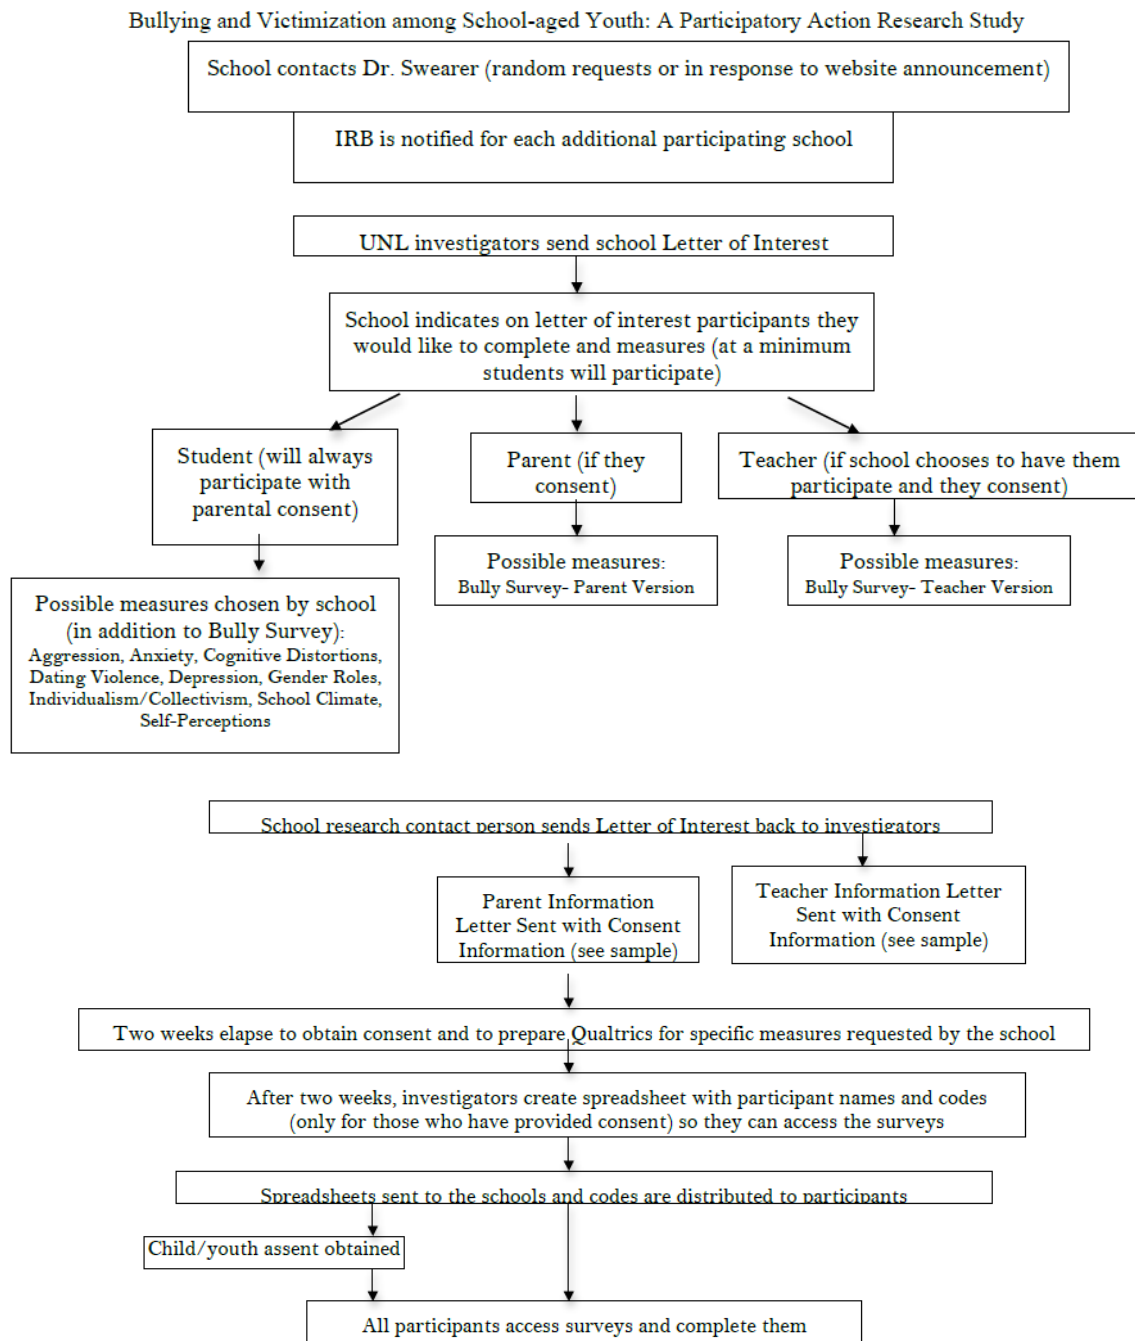 Bullying and Victimization among School-aged Youth: A Participatory Action Research Study
School contacts Dr. Swearer (random requests or in response to website announcement)
IRB is notified for each additional participating school
UNL investigators send school Letter of Interest
School indicates on letter of interest participants they
would like to complete and measures (at a minimum
students will participate)
Student (will always
participate with
parental consent)
Parent (if they
consent)
Teacher (if school chooses to have them
participate and they consent)
Possible measures chosen by school
(in addition to Bully Survey):
Aggression, Anxiety, Cognitive Distortions,
Dating Violence, Depression, Gender Roles,
Individualism/Collectivism, School Climate,
Self-Perceptions
Possible measures:
Bully Survey- Parent Version
Possible measures:
Bully Survey- Teacher Version
School research contact person sends Letter of Interest back to investigators
Parent Information
Letter Sent with Consent
Information (see sample)
Teacher Information Letter
Sent with Consent
Information (see sample)
Two weeks elapse to obtain consent and to prepare Qualtrics for specific measures requested by the school
After two weeks, investigators create spreadsheet with participant names and codes
(only for those who have provided consent) so they can access the surveys
Spreadsheets sent to the schools and codes are distributed to participants
Child/youth assent obtained
All participants access surveys and complete them